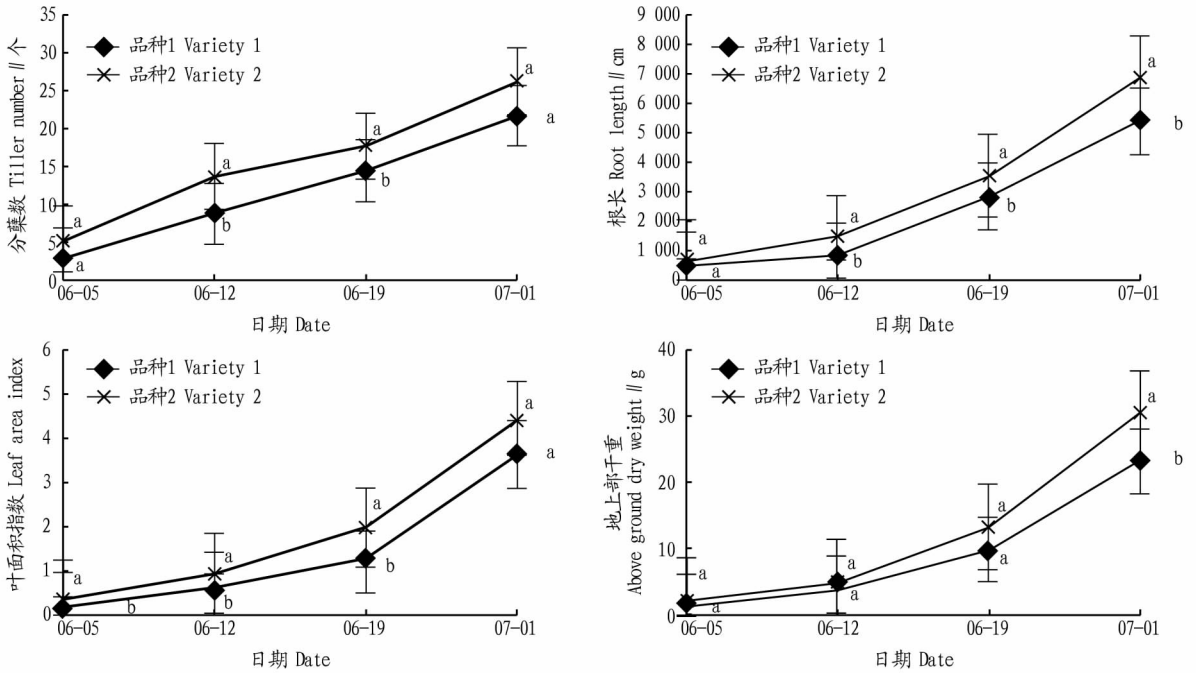 35
30
25
20
15
10
5
0
分蘖数 Tiller number∥个
品种1 Variety 1
品种2 Variety 2
a
a
a
b
a
b
a
a
06-05
06-12
06-19
07-01
日期 Date
9 000
8 000
7 000
6 000
5 000
4 000
3 000
2 000
1 000
0
根长 Root length∥cm
品种1 Variety 1
品种2 Variety 2
a
a
a
b
a
b
a
b
06-05
06-12
06-19
07-01
日期 Date
6
5
4
3
2
1
0
叶面积指数 Leaf area index
品种1 Variety 1
品种2 Variety 2
a
b
a
b
a
b
a
a
06-05
06-12
06-19
07-01
日期 Date
40
30
20
10
0
地上部干重
Above ground dry weight∥g
品种1 Variety 1
品种2 Variety 2
a
a
a
a
a
a
a
b
06-05
06-12
06-19
07-01
日期 Date